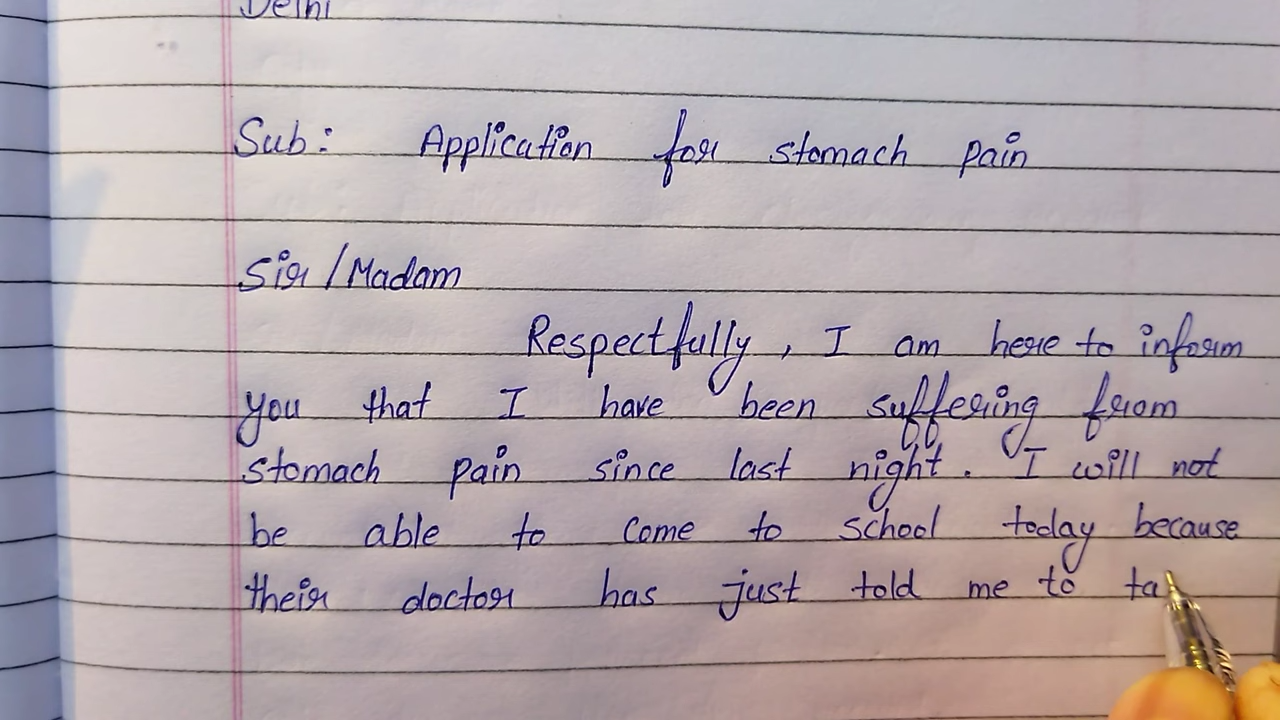 Delhi
Sub: Application for stomach pain
Sir/Madam
Respectfully, I am here to inform
you that I have been suffering from
stomach pain since last night. I will not
be able to come to school today because
their doctor has just told me to ta